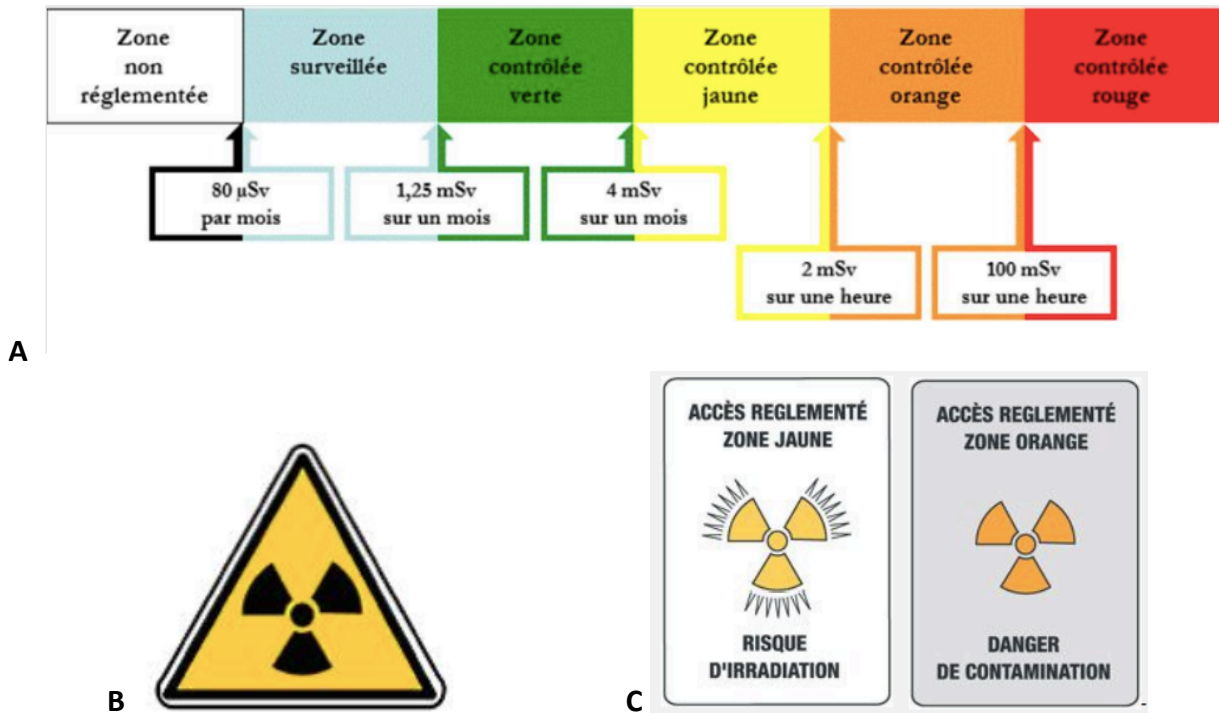 Zone
non
réglementée
Zone
surveillée
Zone
contrôlée
verte
Zone
contrôlée
jaune
Zone
contrôlée
orange
Zone
contrôlée
rouge
80 µSv
par mois
1,25 mSv
sur un mois
4 mSv
sur un mois
2 mSv
sur une heure
100 mSv
sur une heure
A
B
C
ACCÈS REGLEMENTÉ
ZONE JAUNE
RISQUE
D'IRRADIATION
ACCÈS REGLEMENTÉ
ZONE ORANGE
DANGER
DE CONTAMINATION